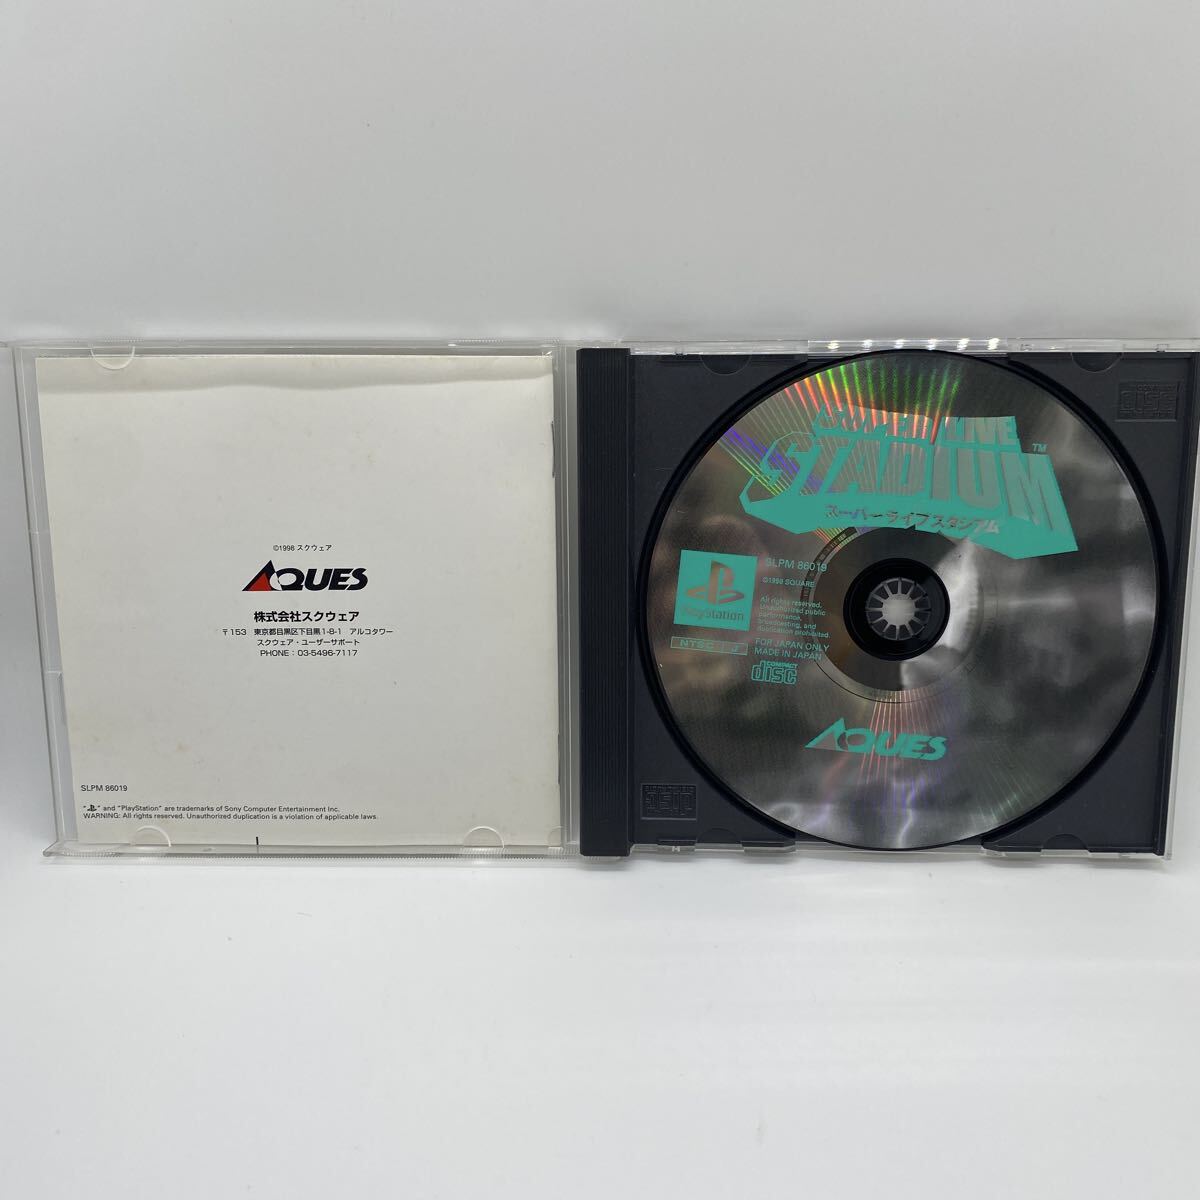 ©1998 スクウェア
AQUES
株式会社スクウェア
〒153 東京都目黒区下目黒1-8-1 アルコタワー
スクウェア・ユーザーサポート
PHONE : 03-5496-7117
SLPM 86019
"PS" and "PlayStation" are trademarks of Sony Computer Entertainment Inc.
WARNING: All rights reserved. Unauthorized duplication is a violation of applicable laws.
SUPER LIVE
STADIUM™
スーパーライブスタジアム
SLPM 86019
©1998 SQUARE
PlayStation
All rights reserved.
Unauthorized public
performance,
broadcasting, and
duplication prohibited.
NTSC J
FOR JAPAN ONLY
MADE IN JAPAN
COMPACT
disc
AQUES
COMPACT
disc